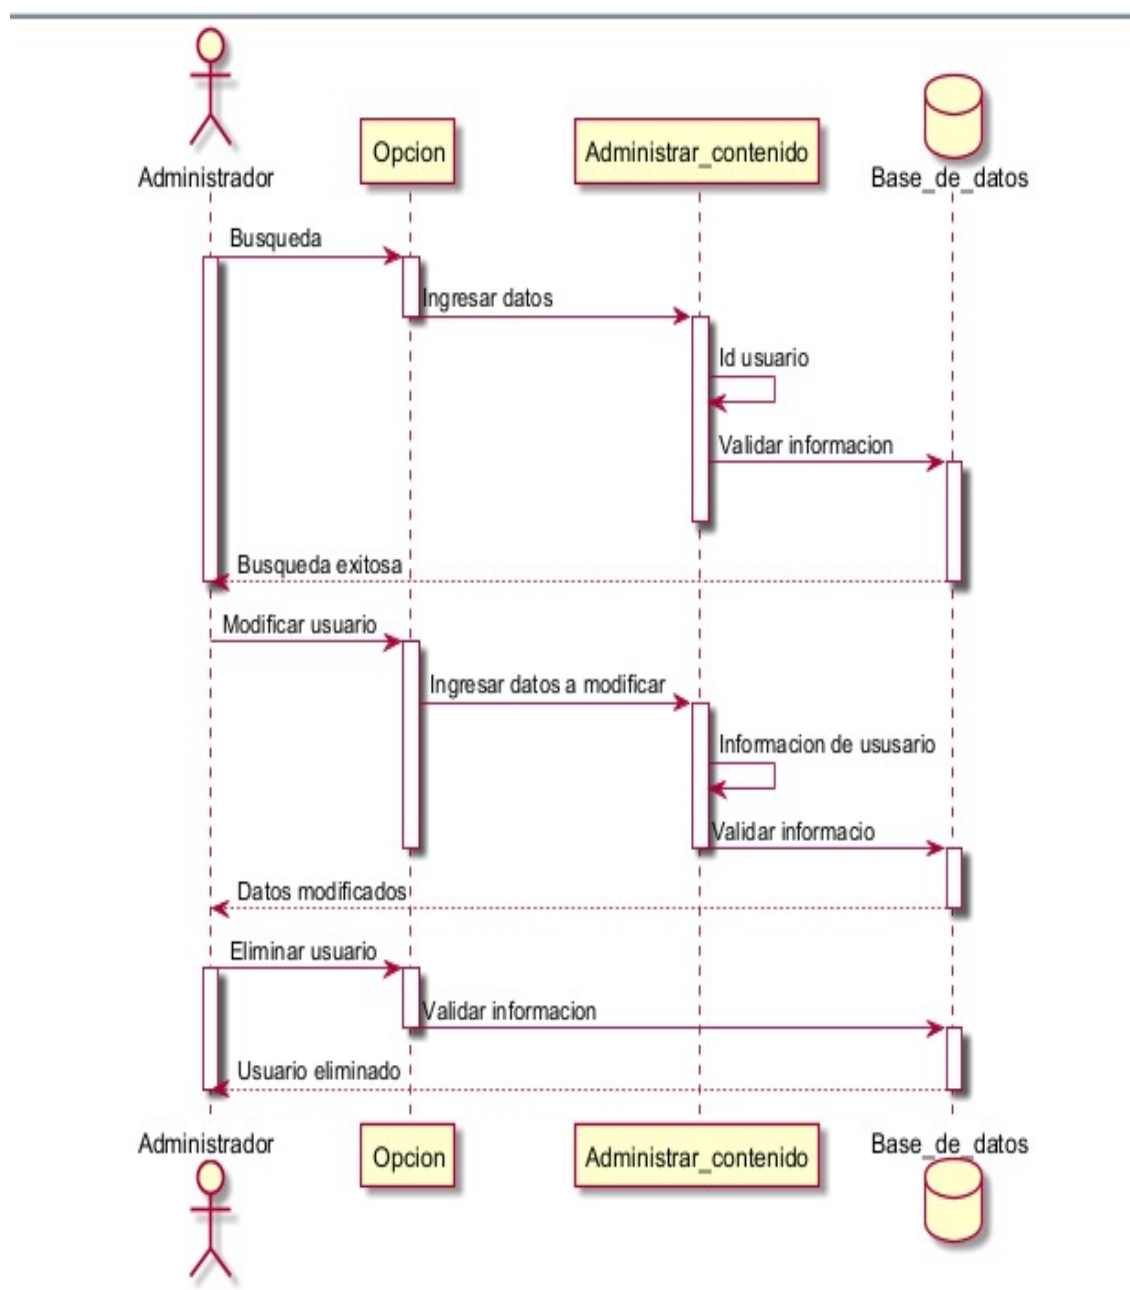 Administrador
Opcion
Administrar_contenido
Base_de_datos
Busqueda
Ingresar datos
Id usuario
Validar informacion
Busqueda exitosa
Modificar usuario
Ingresar datos a modificar
Informacion de ususario
Validar informacio
Datos modificados
Eliminar usuario
Validar informacion
Usuario eliminado
Administrador
Opcion
Administrar_contenido
Base_de_datos